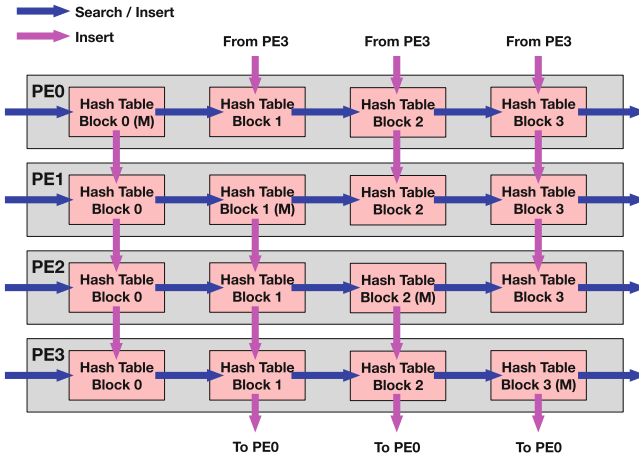 Search / Insert
Insert
From PE3 From PE3 From PE3
PE0
Hash Table Hash Table Hash Table Hash Table
Block 0 (M) Block 1 Block 2 Block 3
PE1
Hash Table Hash Table Hash Table Hash Table
Block 0 Block 1 (M) Block 2 Block 3
PE2
Hash Table Hash Table Hash Table Hash Table
Block 0 Block 1 Block 2 (M) Block 3
PE3
Hash Table Hash Table Hash Table Hash Table
Block 0 Block 1 Block 2 Block 3 (M)
To PE0 To PE0 To PE0